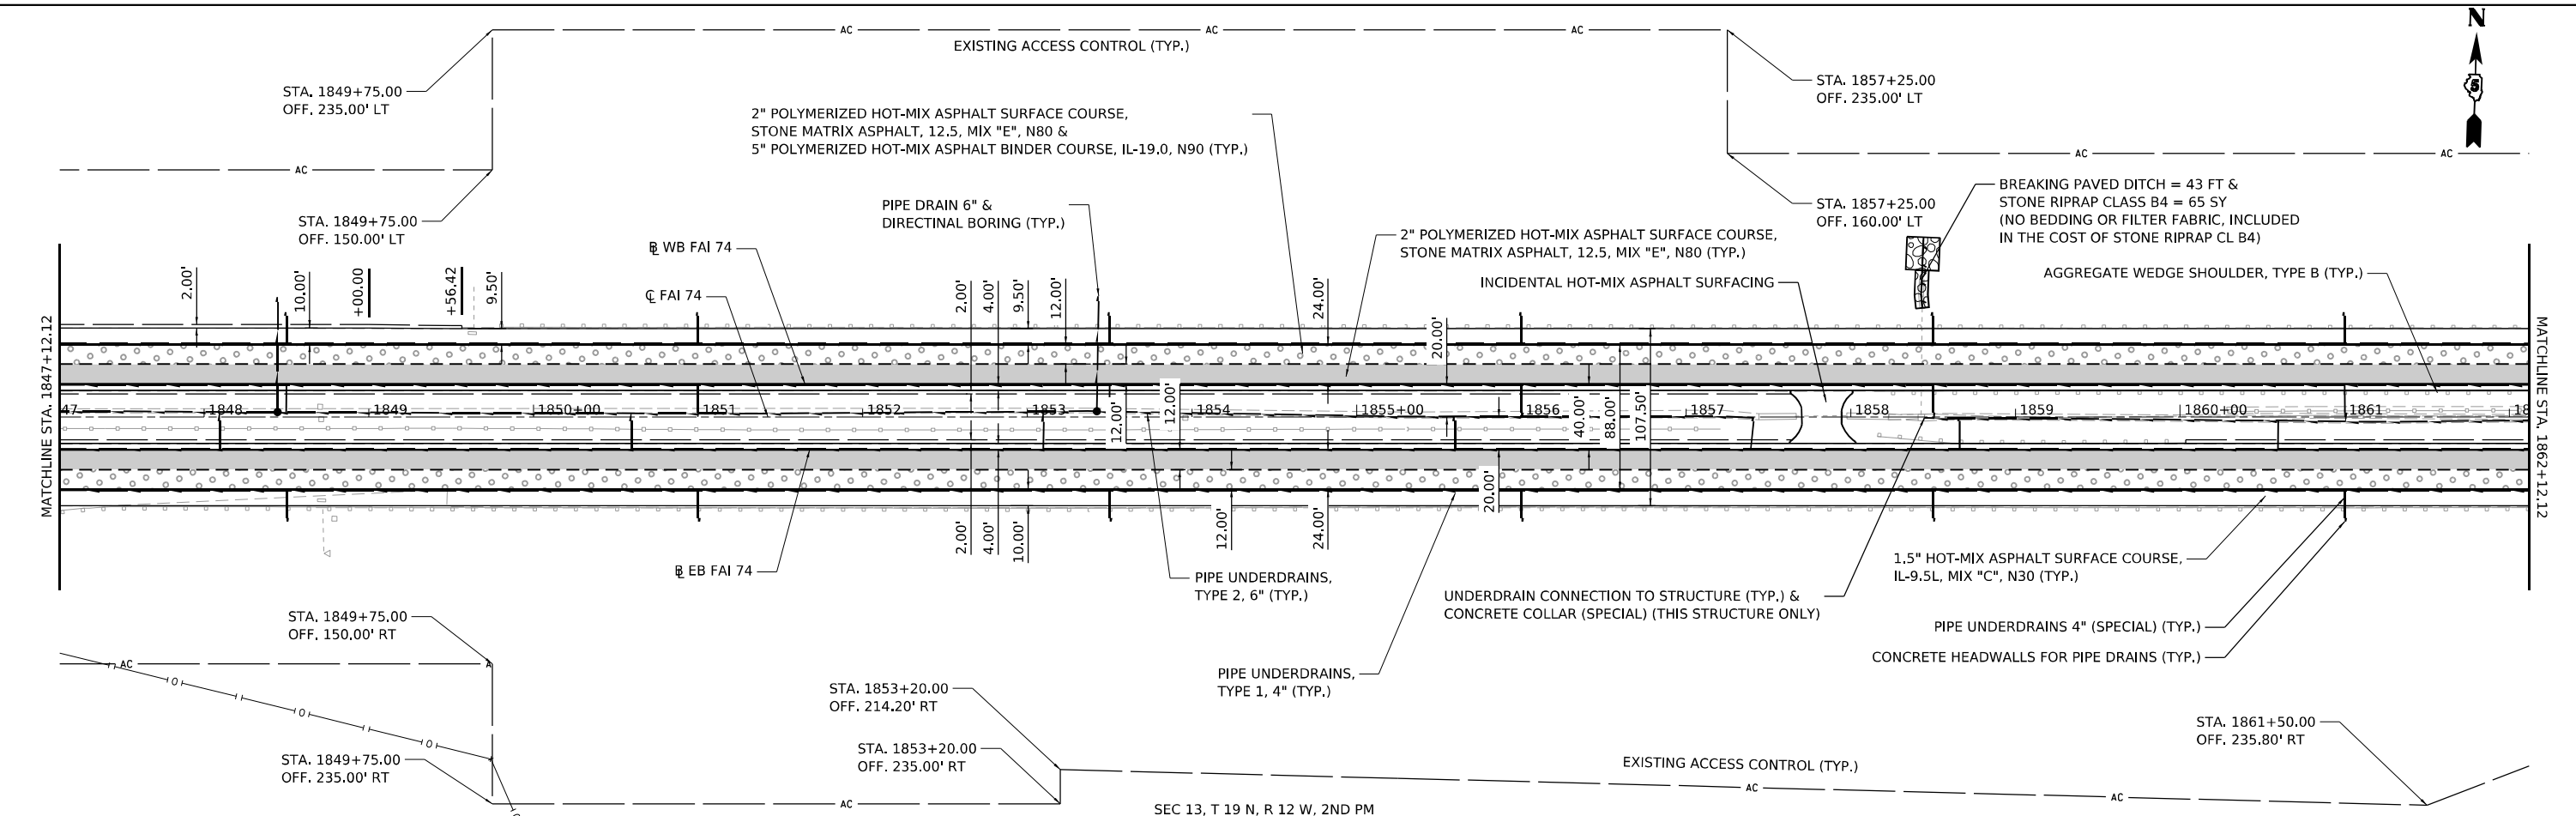 AC
AC
AC
EXISTING ACCESS CONTROL (TYP.)
N
5
STA. 1849+75.00
OFF. 235.00' LT
STA. 1857+25.00
OFF. 235.00' LT
2" POLYMERIZED HOT-MIX ASPHALT SURFACE COURSE,
STONE MATRIX ASPHALT, 12.5, MIX "E", N80 &
5" POLYMERIZED HOT-MIX ASPHALT BINDER COURSE, IL-19.0, N90 (TYP.)
AC
AC
AC
STA. 1849+75.00
OFF. 150.00' LT
PIPE DRAIN 6" &
DIRECTINAL BORING (TYP.)
STA. 1857+25.00
OFF. 160.00' LT
BREAKING PAVED DITCH = 43 FT &
STONE RIPRAP CLASS B4 = 65 SY
(NO BEDDING OR FILTER FABRIC, INCLUDED
IN THE COST OF STONE RIPRAP CL B4)
℄ WB FAI 74
2" POLYMERIZED HOT-MIX ASPHALT SURFACE COURSE,
STONE MATRIX ASPHALT, 12.5, MIX "E", N80 (TYP.)
INCIDENTAL HOT-MIX ASPHALT SURFACING
AGGREGATE WEDGE SHOULDER, TYPE B (TYP.)
℄ FAI 74
2.00'
10.00'
+00.00
+56.42
9.50'
2.00'
4.00'
9.50'
12.00'
24.00'
20.00'
MATCHLINE STA. 1847+12.12
MATCHLINE STA. 1862+12.12
47
1848
1849
1850+00
1851
1852
1853
1854
1855+00
1856
1857
1858
1859
1860+00
1861
18
12.00'
12.00'
40.00'
88.00'
107.50'
20.00'
2.00'
4.00'
10.00'
12.00'
24.00'
℄ EB FAI 74
PIPE UNDERDRAINS,
TYPE 2, 6" (TYP.)
UNDERDRAIN CONNECTION TO STRUCTURE (TYP.) &
CONCRETE COLLAR (SPECIAL) (THIS STRUCTURE ONLY)
1.5" HOT-MIX ASPHALT SURFACE COURSE,
IL-9.5L, MIX "C", N30 (TYP.)
PIPE UNDERDRAINS 4" (SPECIAL) (TYP.)
CONCRETE HEADWALLS FOR PIPE DRAINS (TYP.)
STA. 1849+75.00
OFF. 150.00' RT
AC
A
PIPE UNDERDRAINS,
TYPE 1, 4" (TYP.)
STA. 1853+20.00
OFF. 214.20' RT
STA. 1849+75.00
OFF. 235.00' RT
STA. 1853+20.00
OFF. 235.00' RT
STA. 1861+50.00
OFF. 235.80' RT
EXISTING ACCESS CONTROL (TYP.)
AC
AC
AC
SEC 13, T 19 N, R 12 W, 2ND PM